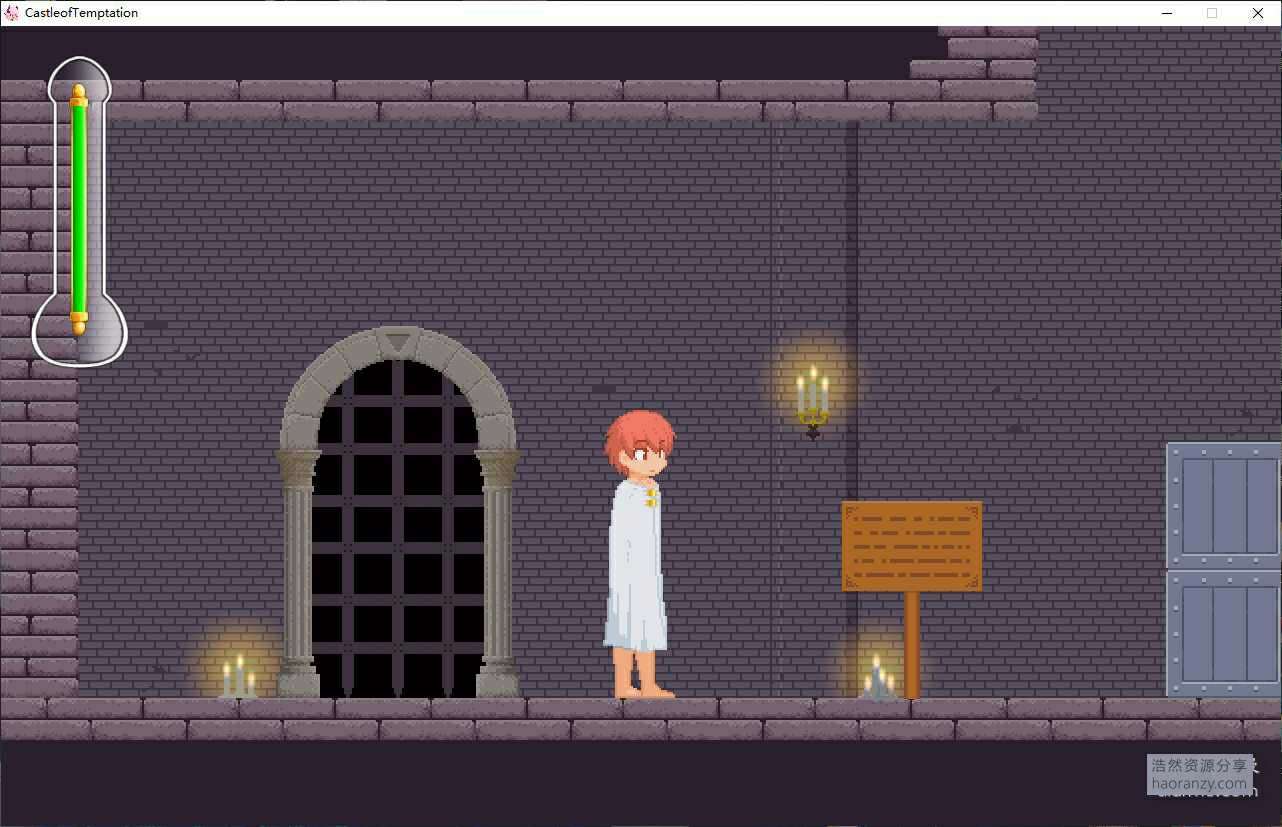 CastleofTemptation
浩然资源分享
haoranzy.com